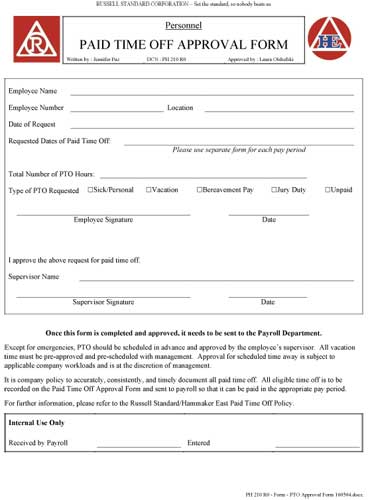 RUSSELL STANDARD CORPORATION – Set the standard, so nobody beats us
Personnel
PAID TIME OFF APPROVAL FORM
Written by : Jennifer Paz DCN : PH 210 R0 Approved by : Laura
Employee Name
Employee Number Location
Date of Request
Requested Dates of Paid Time Off:
Please use separate form for each pay period
Total Number of PTO Hours:
Type of PTO Requested □Sick/Personal □Vacation □Bereavement Pay □Jury Duty □Unpaid
Employee Signature Date
I approve the above request for paid time off.
Supervisor Name
Supervisor Signature Date
Once this form is completed and approved, it needs to be sent to the Payroll Department.
Except for emergencies, PTO should be scheduled in advance and approved by the employee's supervisor. All vacation
time must be pre-approved and pre-scheduled with management. Approval for scheduled time away is subject to
applicable company workloads and is at the discretion of management.
It is company policy to accurately, consistently, and timely document all paid time off. All eligible time off is to be
recorded on the Paid Time Off Approval Form and sent to payroll so that it can be paid in the appropriate pay period.
For further information, please refer to the Russell Standard/Hammaker East Paid Time Off Policy.
Internal Use Only
Received by Payroll Entered
PH 210 R0 - Form - PTO Approval Form 160504.docx